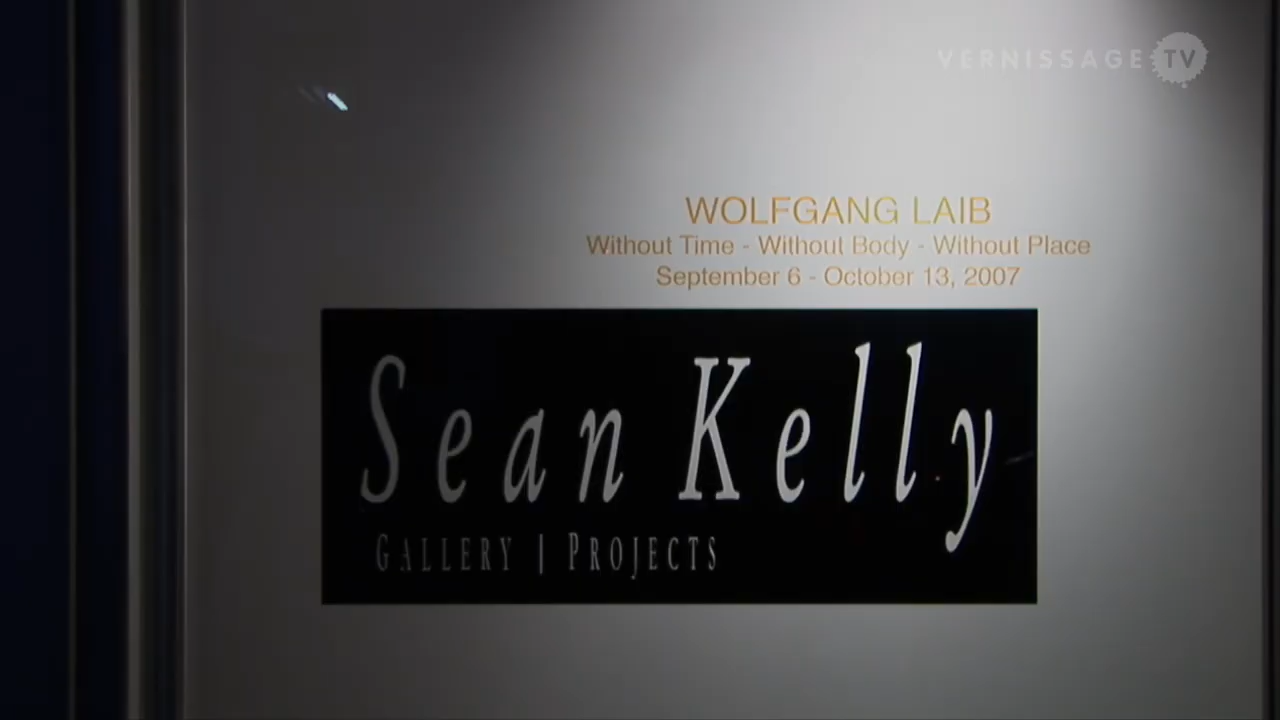 VERNISSAGE TV
WOLFGANG LAIB
Without Time - Without Body - Without Place
September 6 - October 13, 2007
Sean Kelly
GALLERY | PROJECTS